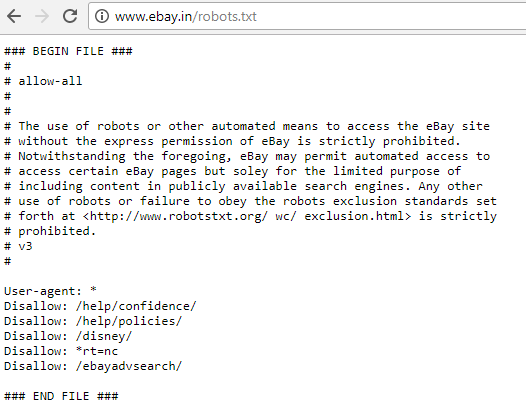 www.ebay.in/robots.txt
### BEGIN FILE ###
#
# allow-all
#
#
# The use of robots or other automated means to access the eBay site
# without the express permission of eBay is strictly prohibited.
# Notwithstanding the foregoing, eBay may permit automated access to
# access certain eBay pages but soley for the limited purpose of
# including content in publicly available search engines. Any other
# use of robots or failure to obey the robots exclusion standards set
# forth at <http://www.robotstxt.org/ wc/ exclusion.html> is strictly
# prohibited.
# v3
#
User-agent: *
Disallow: /help/confidence/
Disallow: /help/policies/
Disallow: /disney/
Disallow: *rt=nc
Disallow: /ebayadvsearch/
### END FILE ###